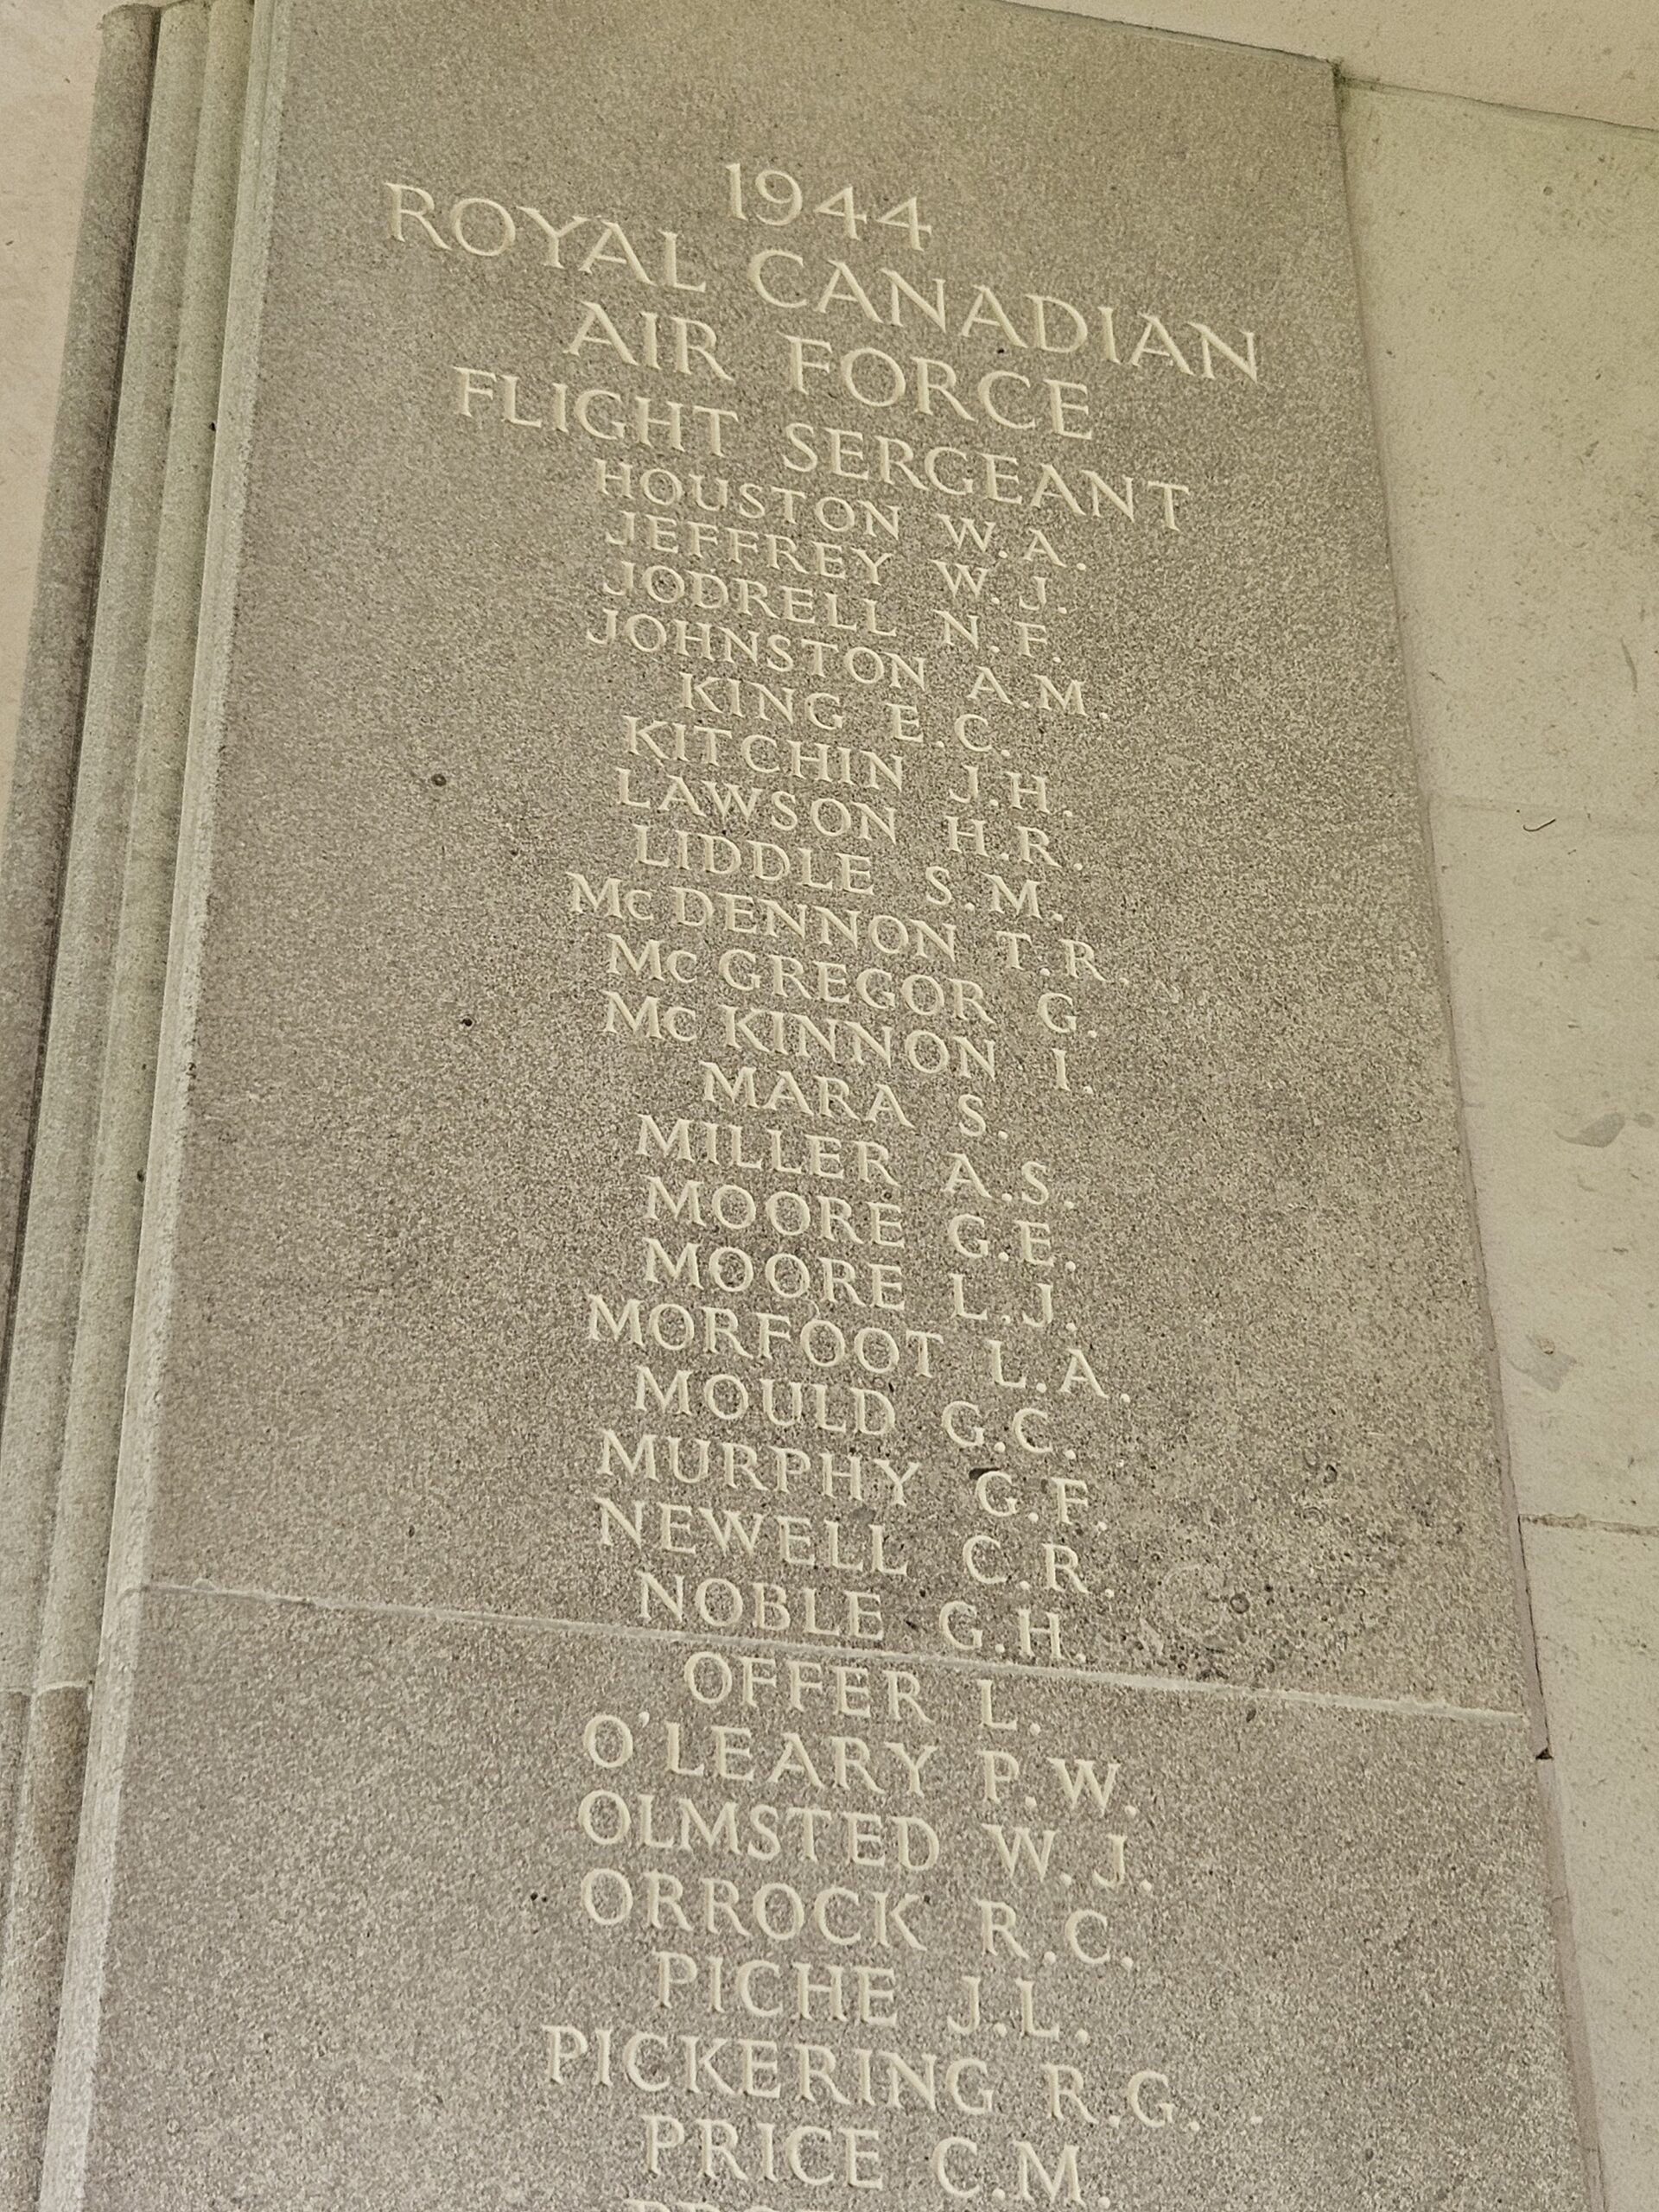 1944
ROYAL CANADIAN
AIR FORCE
FLIGHT SERGEANT
HOUSTON W.A.
JEFFREY W.J.
JODRELL N.F.
JOHNSTON A.M.
KING E.C.
KITCHIN J.H.
LAWSON H.R.
LIDDLE S.M.
McDENNON T.R.
McGREGOR G.
McKINNON I.
MARA S.
MILLER A.S.
MOORE G.E.
MOORE L.J.
MORFOOT L.A.
MOULD G.C.
MURPHY G.F.
NEWELL C.R.
NOBLE G.H.
OFFER L.
O'LEARY P.W.
OLMSTED W.J.
ORROCK R.C.
PICHE J.L.
PICKERING R.G.
PRICE C.M.